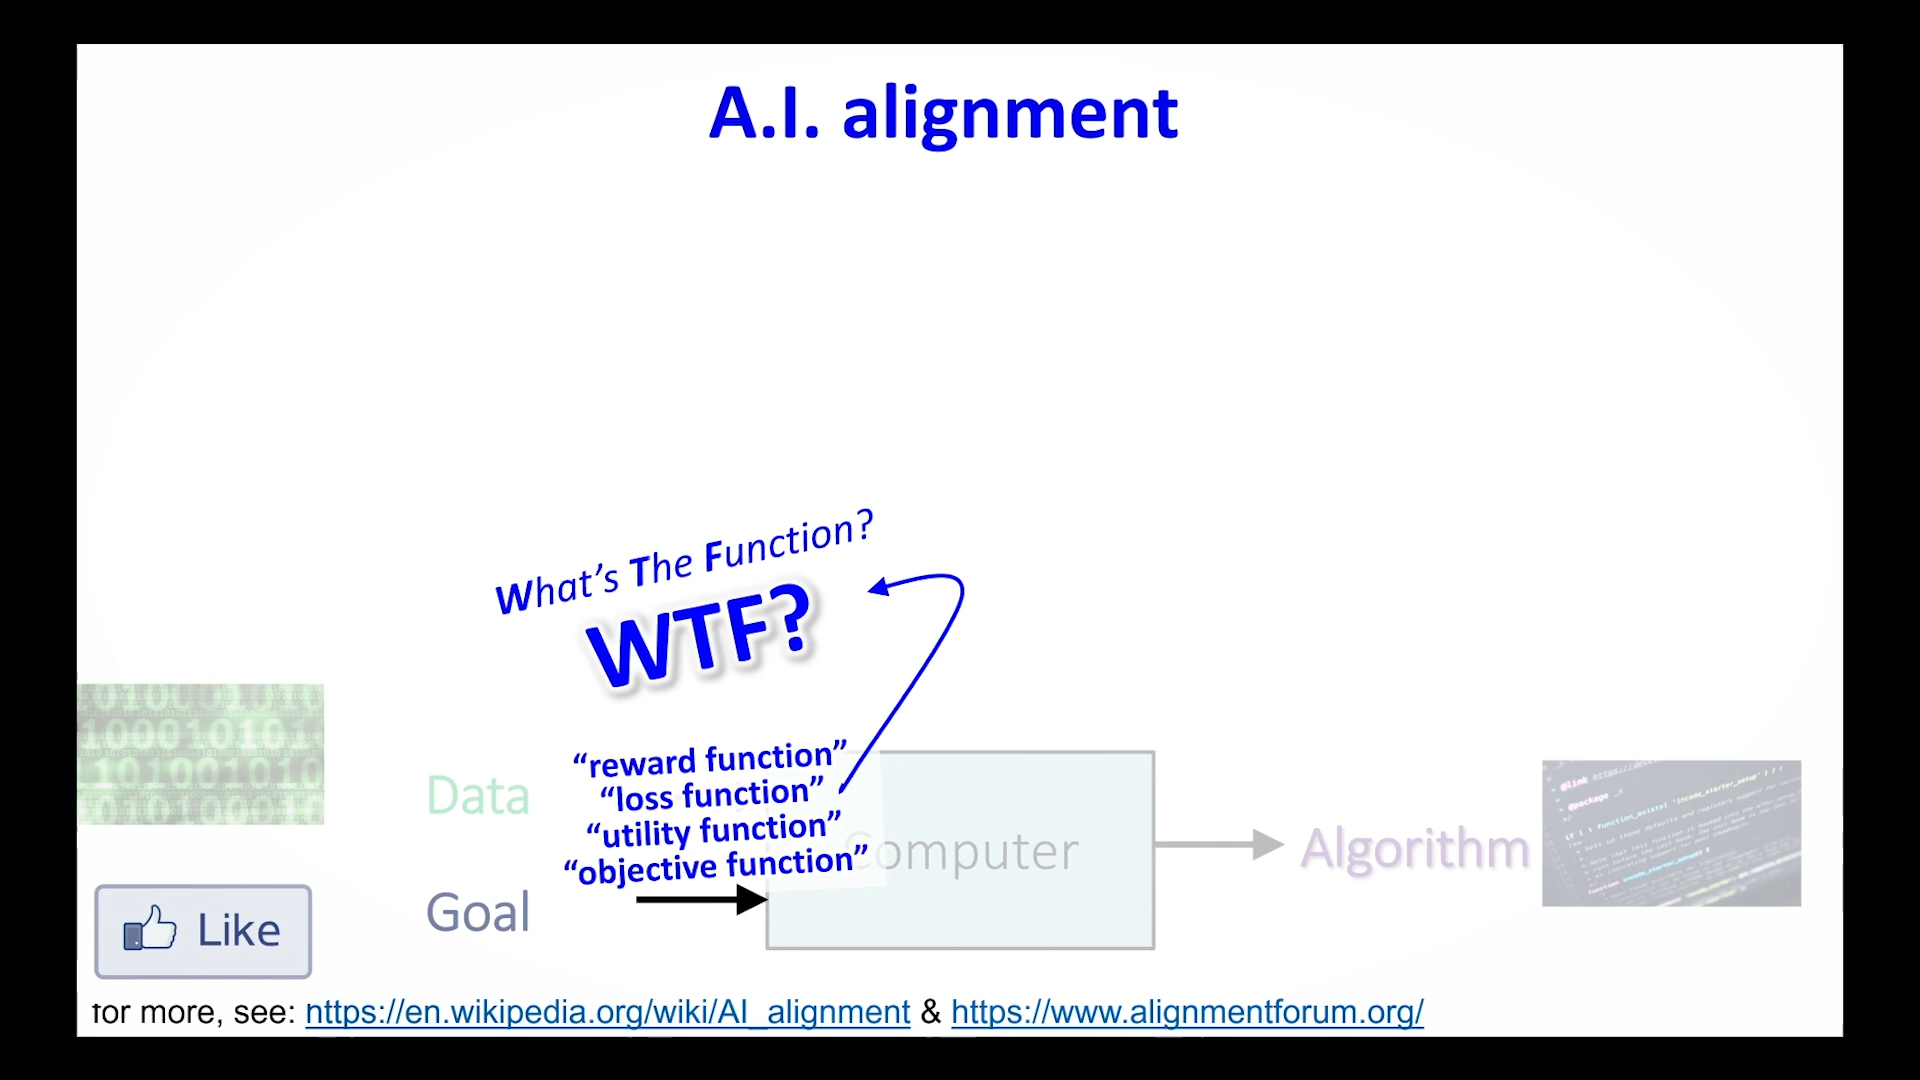 A.I. alignment
What's The Function?
WTF?
“reward function”
“loss function”
“utility function”
“objective function”
Data
Computer
Algorithm
Goal
Like
for more, see: https://en.wikipedia.org/wiki/AI_alignment & https://www.alignmentforum.org/